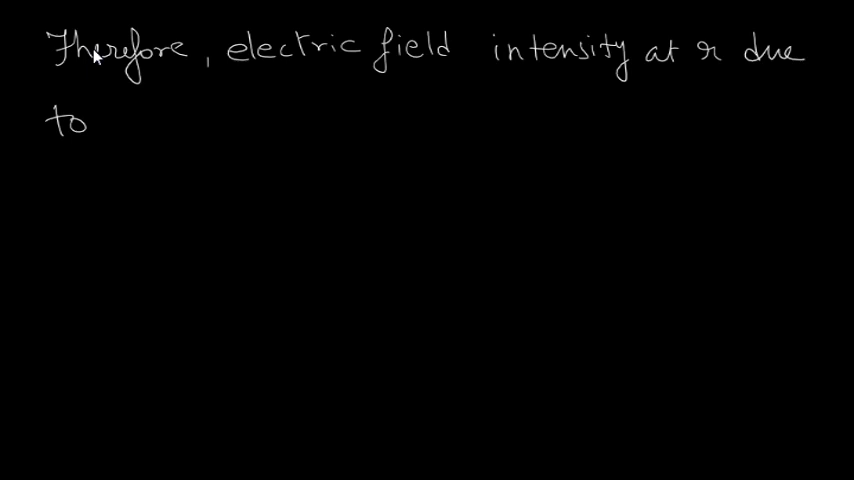 Therefore, electric field intensity at r due
to